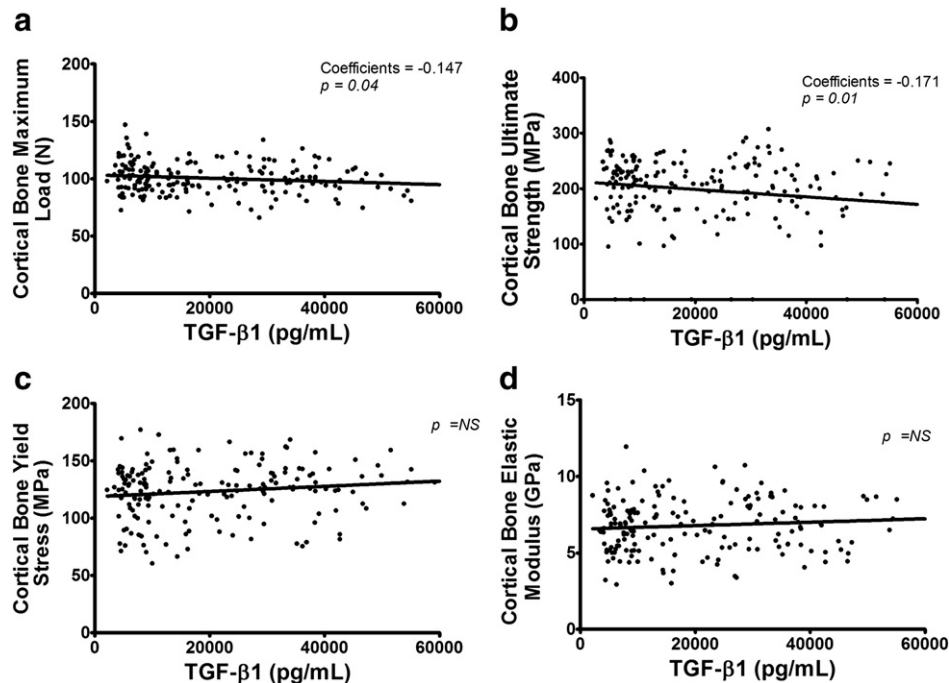 a
Cortical Bone Maximum
Load (N)
200
150
100
50
0
Coefficients = -0.147
p = 0.04
0 20000 40000 60000
TGF-β1 (pg/mL)
b
Cortical Bone Ultimate
Strength (MPa)
400
300
200
100
0
Coefficients = -0.171
p = 0.01
0 20000 40000 60000
TGF-β1 (pg/mL)
c
Cortical Bone Yield
Stress (MPa)
200
150
100
50
0
p =NS
0 20000 40000 60000
TGF-β1 (pg/mL)
d
Cortical Bone Elastic
Modulus (GPa)
15
10
5
0
p =NS
0 20000 40000 60000
TGF-β1 (pg/mL)